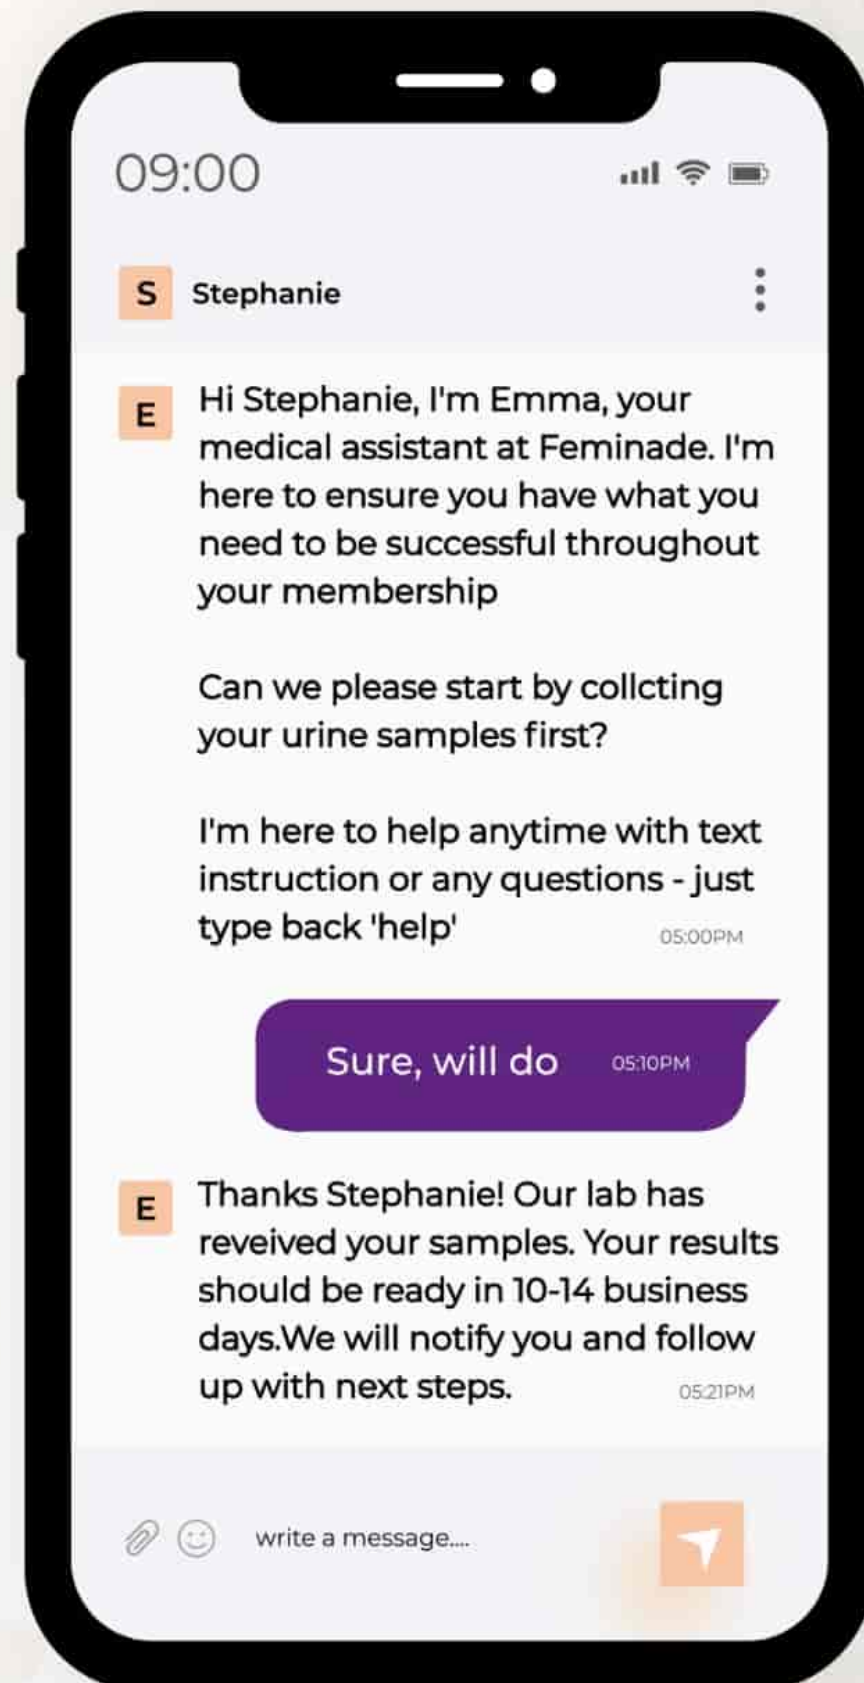 09:00
S Stephanie
E Hi Stephanie, I'm Emma, your
medical assistant at Feminade. I'm
here to ensure you have what you
need to be successful throughout
your membership
Can we please start by collcting
your urine samples first?
I'm here to help anytime with text
instruction or any questions - just
type back 'help' 05:00PM
Sure, will do 05:10PM
E Thanks Stephanie! Our lab has
reveived your samples. Your results
should be ready in 10-14 business
days.We will notify you and follow
up with next steps. 05:21PM
write a message....